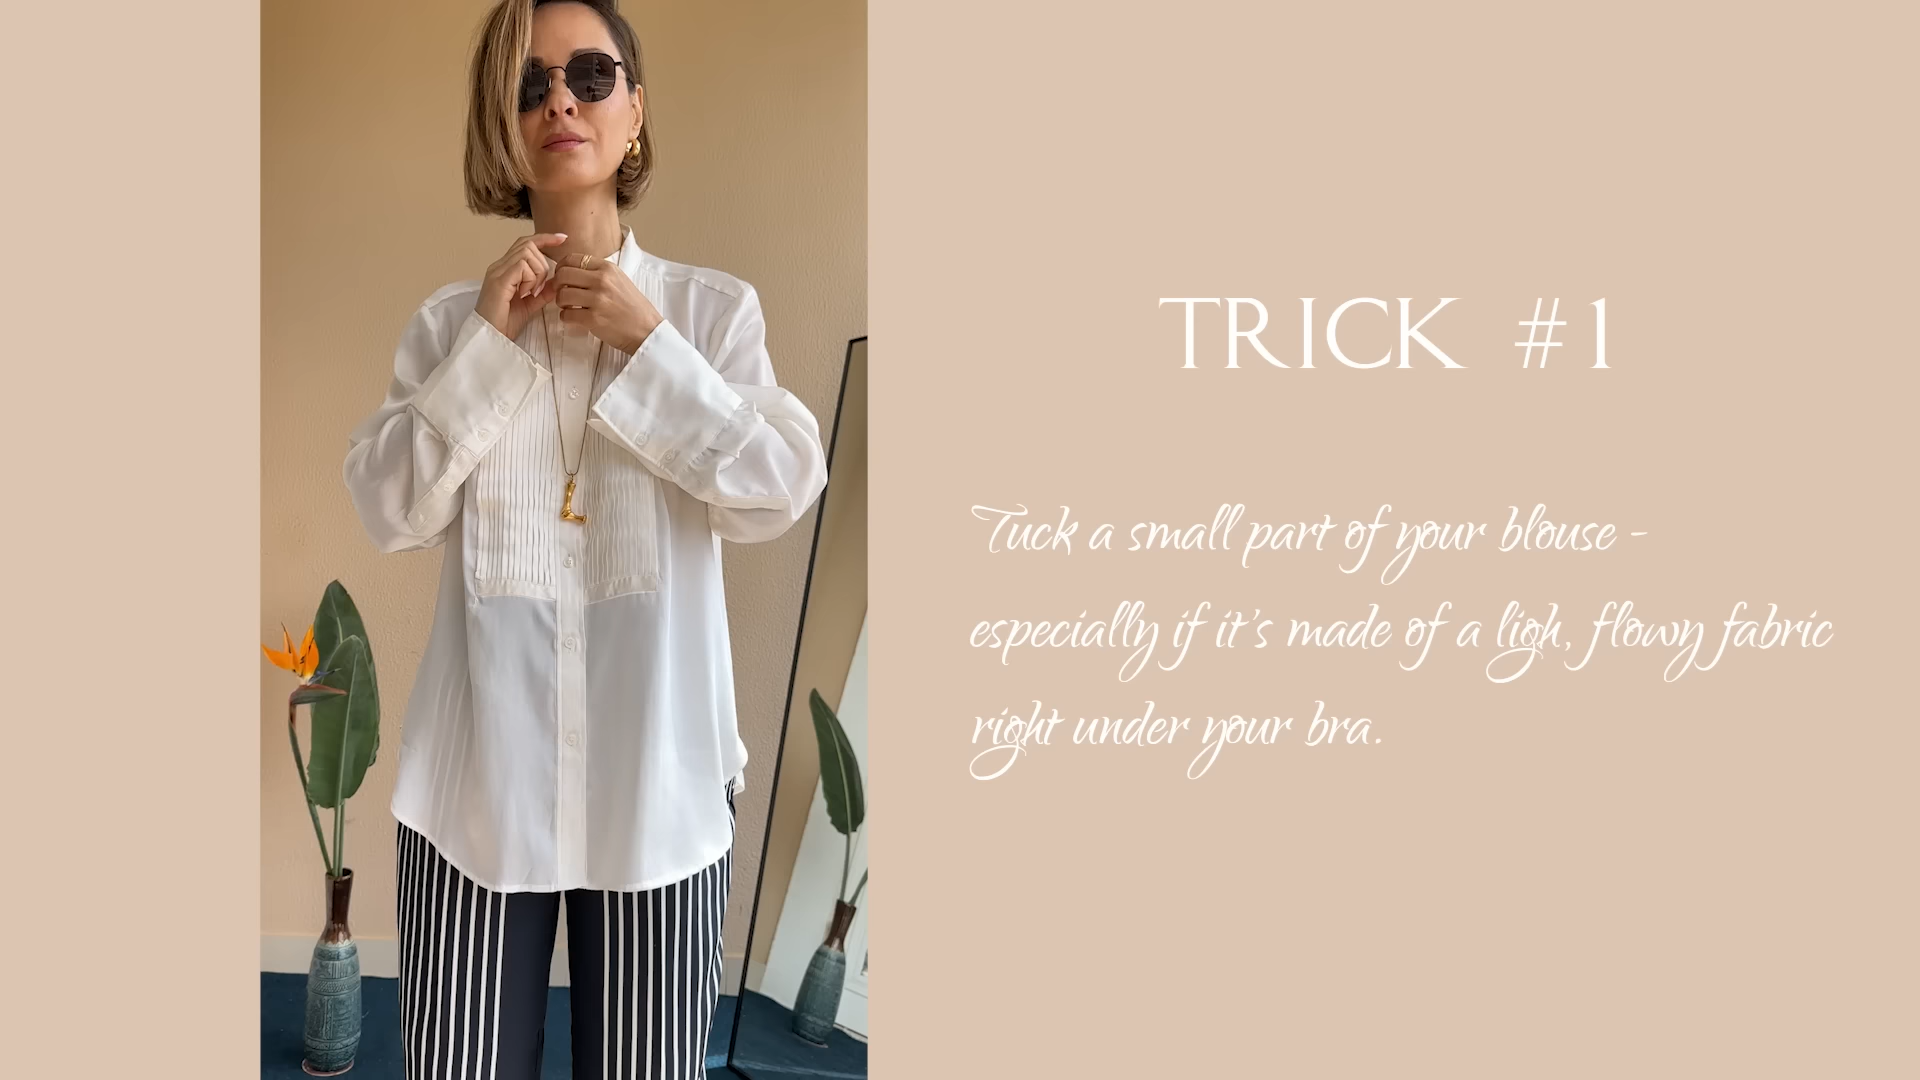 TRICK #1
Tuck a small part of your blouse -
especially if it's made of a ligh, flowy fabric
right under your bra.